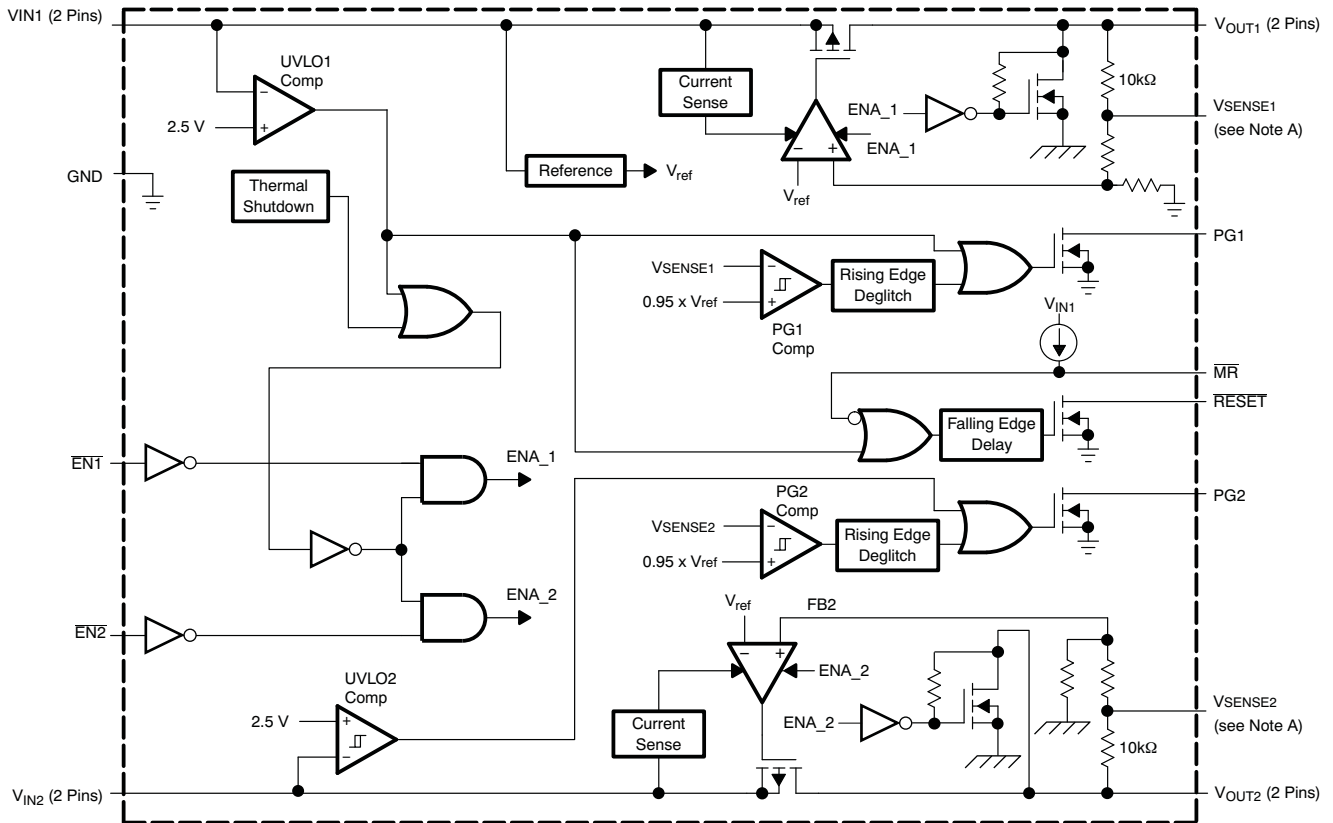 VIN1 (2 Pins)
VOUT1 (2 Pins)
UVLO1
Comp
−
+
2.5 V
Current
Sense
ENA_1
10kΩ
VSENSE1
(see Note A)
ENA_1
−
+
Vref
GND
Reference
Vref
Thermal
Shutdown
PG1
VSENSE1
0.95 x Vref
−
+
Rising Edge
Deglitch
PG1
Comp
VIN1
MR
RESET
Falling Edge
Delay
EN1
ENA_1
PG2
Comp
PG2
VSENSE2
0.95 x Vref
−
+
Rising Edge
Deglitch
ENA_2
EN2
Vref
FB2
−
+
ENA_2
UVLO2
Comp
2.5 V
+
−
Current
Sense
ENA_2
VSENSE2
(see Note A)
10kΩ
VIN2 (2 Pins)
VOUT2 (2 Pins)